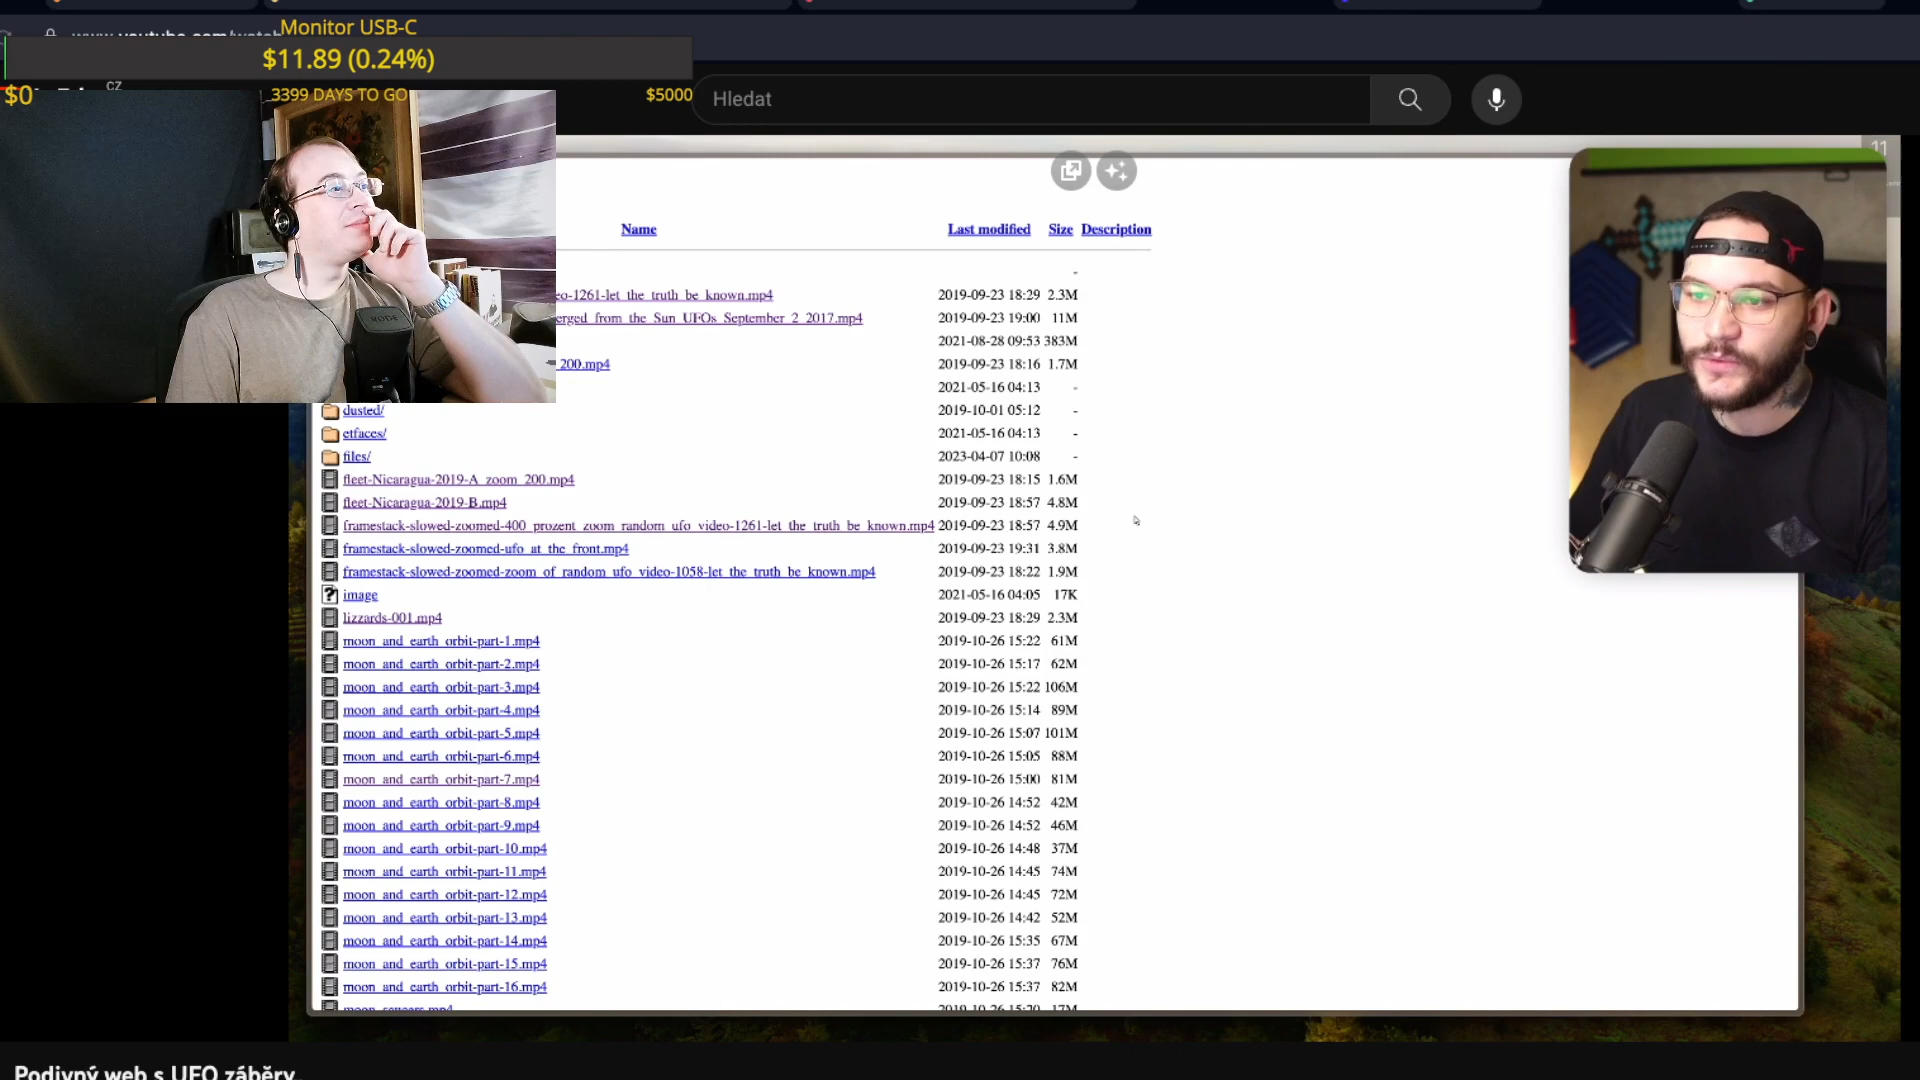 Monitor USB-C
$11.89 (0.24%)
$0
CZ
3399 DAYS TO GO
$5000
Hledat
11
Name Last modified Size Description
-
eo-1261-let_the_truth_be_known.mp4 2019-09-23 18:29 2.3M
erged_from_the_Sun_UFOs_September_2_2017.mp4 2019-09-23 19:00 11M
2021-08-28 09:53 383M
_200.mp4 2019-09-23 18:16 1.7M
2021-05-16 04:13 -
dusted/ 2019-10-01 05:12 -
etfaces/ 2021-05-16 04:13 -
files/ 2023-04-07 10:08 -
fleet-Nicaragua-2019-A_zoom_200.mp4 2019-09-23 18:15 1.6M
fleet-Nicaragua-2019-B.mp4 2019-09-23 18:57 4.8M
framestack-slowed-zoomed-400_prozent_zoom_random_ufo_video-1261-let_the_truth_be_known.mp4 2019-09-23 18:57 4.9M
framestack-slowed-zoomed-ufo_at_the_front.mp4 2019-09-23 19:31 3.8M
framestack-slowed-zoomed-zoom_of_random_ufo_video-1058-let_the_truth_be_known.mp4 2019-09-23 18:22 1.9M
image 2021-05-16 04:05 17K
lizzards-001.mp4 2019-09-23 18:29 2.3M
moon_and_earth_orbit-part-1.mp4 2019-10-26 15:22 61M
moon_and_earth_orbit-part-2.mp4 2019-10-26 15:17 62M
moon_and_earth_orbit-part-3.mp4 2019-10-26 15:22 106M
moon_and_earth_orbit-part-4.mp4 2019-10-26 15:14 89M
moon_and_earth_orbit-part-5.mp4 2019-10-26 15:07 101M
moon_and_earth_orbit-part-6.mp4 2019-10-26 15:05 88M
moon_and_earth_orbit-part-7.mp4 2019-10-26 15:00 81M
moon_and_earth_orbit-part-8.mp4 2019-10-26 14:52 42M
moon_and_earth_orbit-part-9.mp4 2019-10-26 14:52 46M
moon_and_earth_orbit-part-10.mp4 2019-10-26 14:48 37M
moon_and_earth_orbit-part-11.mp4 2019-10-26 14:45 74M
moon_and_earth_orbit-part-12.mp4 2019-10-26 14:45 72M
moon_and_earth_orbit-part-13.mp4 2019-10-26 14:42 52M
moon_and_earth_orbit-part-14.mp4 2019-10-26 15:35 67M
moon_and_earth_orbit-part-15.mp4 2019-10-26 15:37 76M
moon_and_earth_orbit-part-16.mp4 2019-10-26 15:37 82M
RODE
Podivný web s UFO záběry..